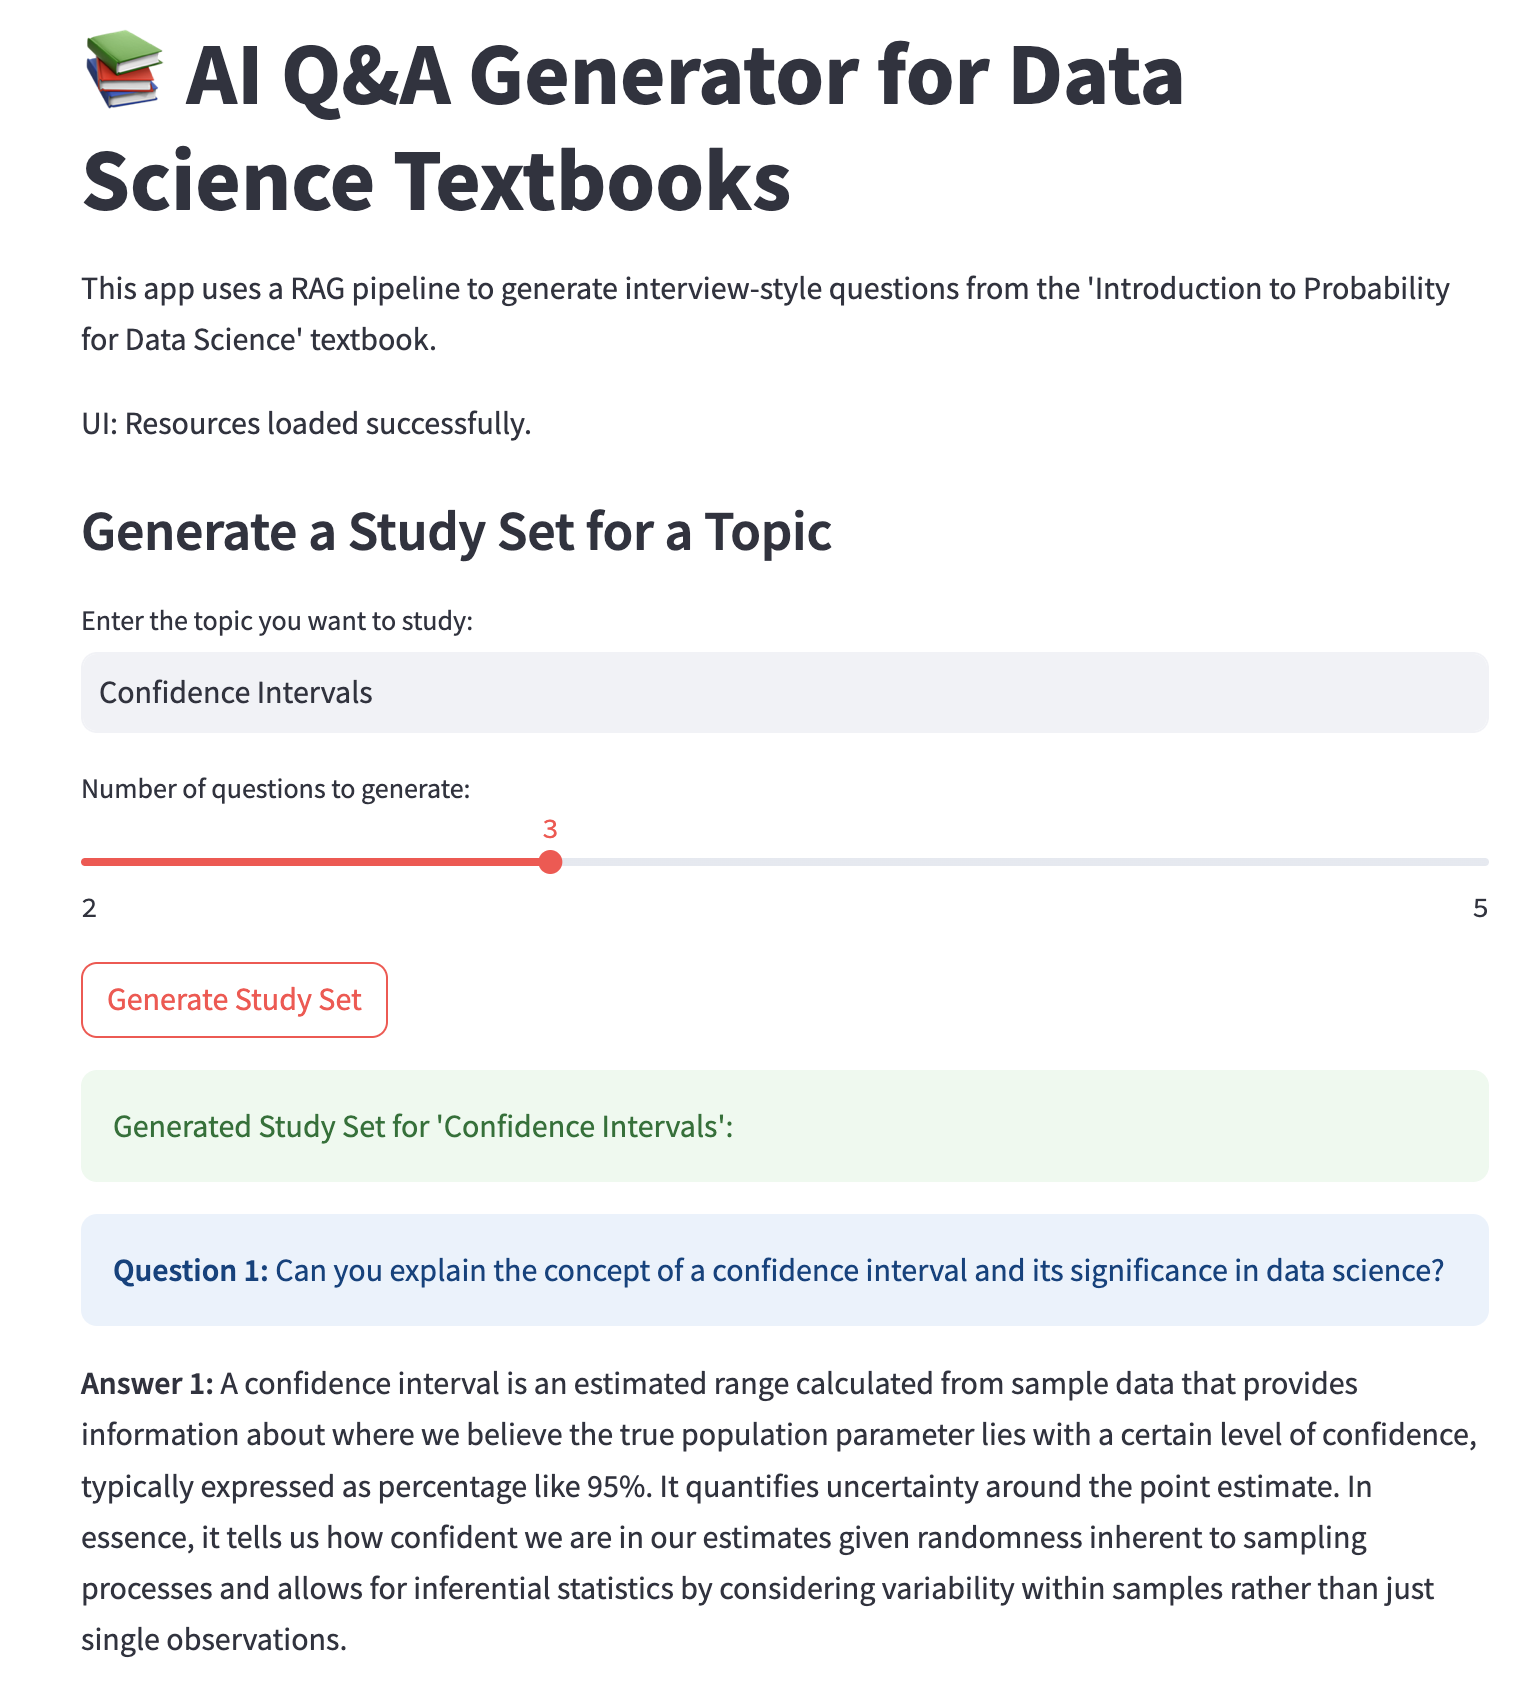 AI Q&A Generator for Data
Science Textbooks
This app uses a RAG pipeline to generate interview-style questions from the 'Introduction to Probability
for Data Science' textbook.
UI: Resources loaded successfully.
Generate a Study Set for a Topic
Enter the topic you want to study:
Confidence Intervals
Number of questions to generate:
3
2 5
Generate Study Set
Generated Study Set for 'Confidence Intervals':
Question 1: Can you explain the concept of a confidence interval and its significance in data science?
Answer 1: A confidence interval is an estimated range calculated from sample data that provides
information about where we believe the true population parameter lies with a certain level of confidence,
typically expressed as percentage like 95%. It quantifies uncertainty around the point estimate. In
essence, it tells us how confident we are in our estimates given randomness inherent to sampling
processes and allows for inferential statistics by considering variability within samples rather than just
single observations.